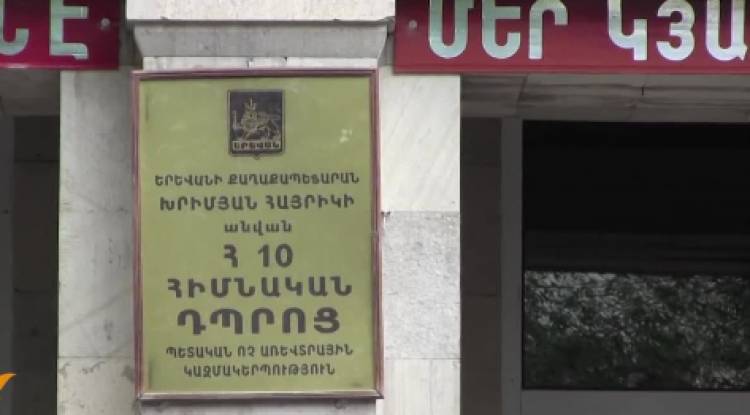 Ն Է
ՄԵՐ ԿՅԱ
ԵՐԵՎԱՆ
ԵՐԵՎԱՆԻ ՔԱՂԱՔԱՊԵՏԱՐԱՆ
ԽՐԻՄՅԱՆ ՀԱՅՐԻԿԻ
անվան
Հ 10
ՀԻՄՆԱԿԱՆ
ԴՊՐՈՑ
ՊԵՏԱԿԱՆ ՈՉ ԱՌԵՎՏՐԱՅԻՆ
ԿԱԶՄԱԿԵՐՊՈՒԹՅՈՒՆ